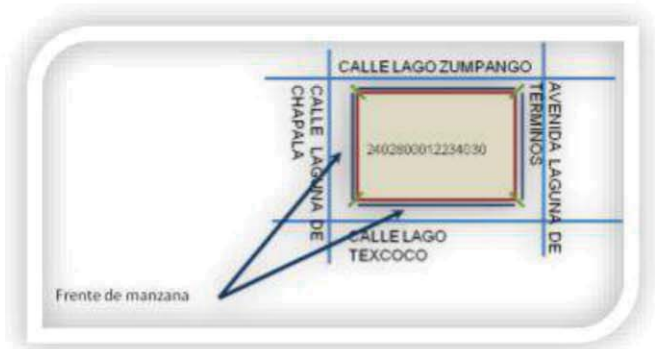 CALLE LAGO ZUMPANGO
CALLE LAGUNA DE
CHAPALA
AVENIDA LAGUNA DE
TERMINOS
2402800012234030
CALLE LAGO
TEXCOCO
Frente de manzana